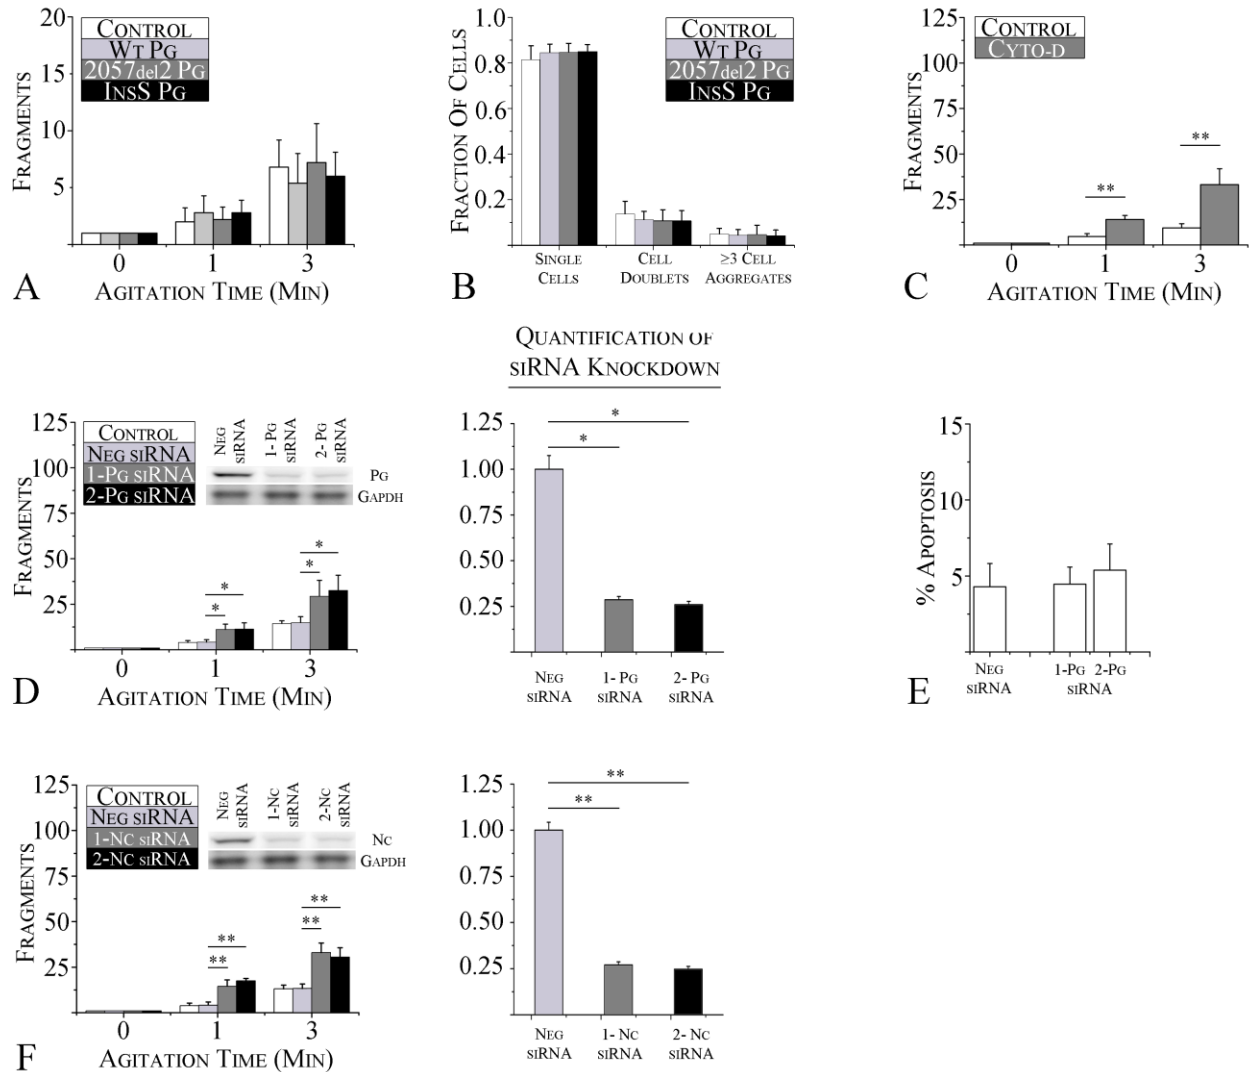 20
15
10
5
FRAGMENTS
CONTROL
WT PG
2057del2 PG
INSS PG
0 1 3
AGITATION TIME (MIN)
A
1.0
0.8
0.6
0.4
0.2
FRACTION OF CELLS
CONTROL
WT PG
2057del2 PG
INSS PG
SINGLE CELLS
CELL DOUBLETS
≥3 CELL AGGREGATES
B
125
100
75
50
25
FRAGMENTS
CONTROL
CYTO-D
**
**
0 1 3
AGITATION TIME (MIN)
C
QUANTIFICATION OF
SIRNA KNOCKDOWN
125
100
75
50
25
FRAGMENTS
CONTROL
NEG SIRNA
1-PG SIRNA
2-PG SIRNA
NEG SIRNA
1- PG SIRNA
2- PG SIRNA
PG
GAPDH
*
*
*
*
0 1 3
AGITATION TIME (MIN)
D
1.25
1.00
0.75
0.50
0.25
*
*
NEG SIRNA
1- PG SIRNA
2- PG SIRNA
15
10
5
% APOPTOSIS
NEG SIRNA
1-PG 2-PG
SIRNA
E
125
100
75
50
25
FRAGMENTS
CONTROL
NEG SIRNA
1-NC SIRNA
2-NC SIRNA
NEG SIRNA
1-NC SIRNA
2-NC SIRNA
NC
GAPDH
**
**
**
**
0 1 3
AGITATION TIME (MIN)
F
1.25
1.00
0.75
0.50
0.25
**
**
NEG SIRNA
1- NC SIRNA
2- NC SIRNA